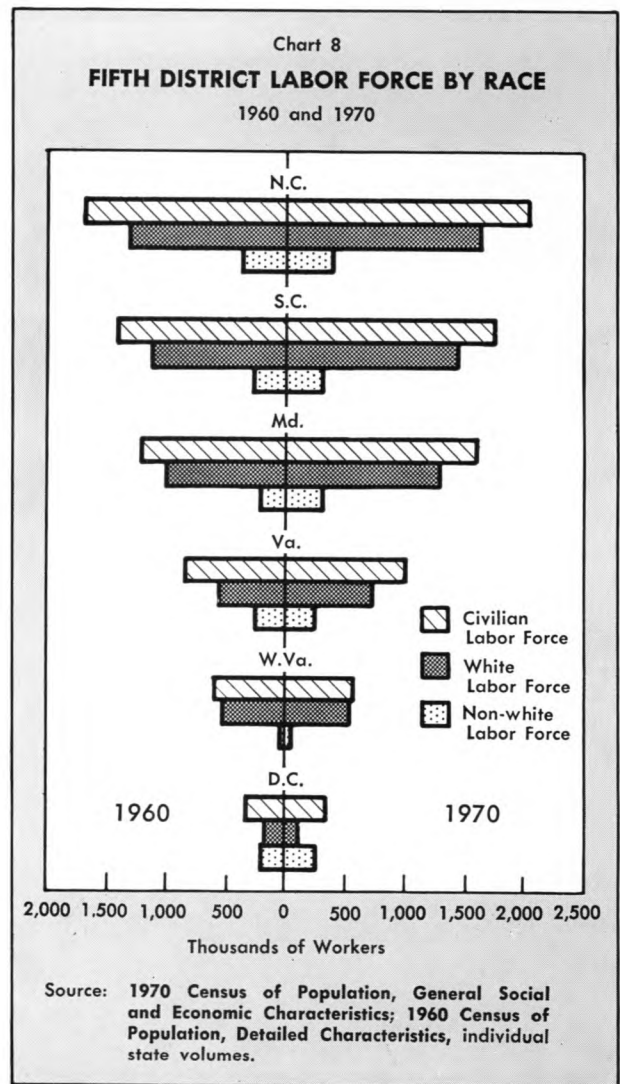 Chart 8
FIFTH DISTRICT LABOR FORCE BY RACE
1960 and 1970
N.C.
S.C.
Md.
Va.
W.Va.
D.C.
Civilian
Labor Force
White
Labor Force
Non-white
Labor Force
1960
1970
2,000 1.500 1,000 500 0 500 1,000 1,500 2,000 2,500
Thousands of Workers
Source: 1970 Census of Population, General Social
and Economic Characteristics; 1960 Census of
Population, Detailed Characteristics, individual
state volumes.